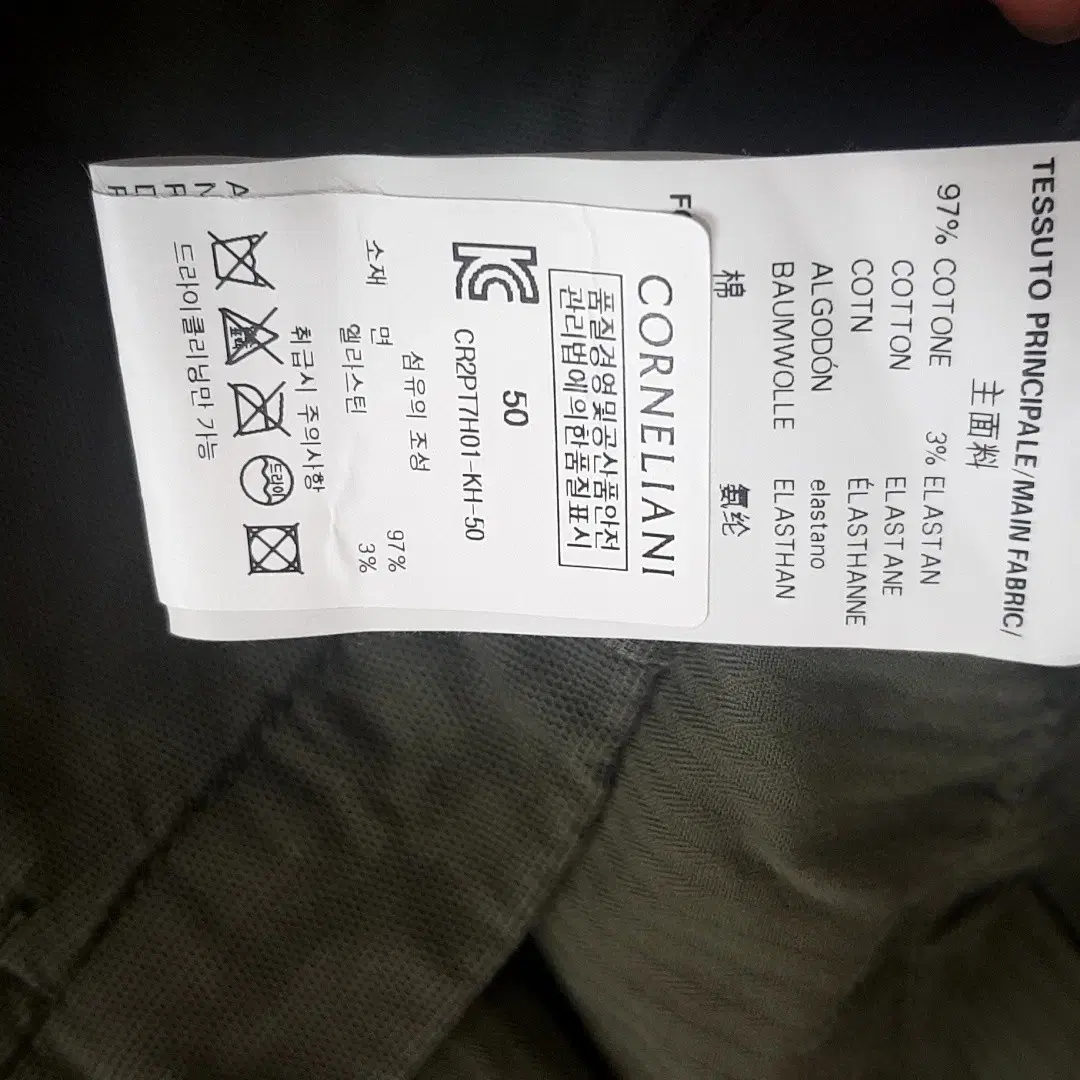 TESSUTO PRINCIPALE/MAIN FABRIC/
主面料
97% COTONE 3% ELASTAN
COTTON ELASTANE
COTN ÉLASTHANNE
ALGODÓN elastano
BAUMWOLLE ELASTHAN
棉 氨纶
CORNELIANI
품질경영및공산품안전
관리법에의한품질표시
50
KC CR2PT7H01-KH-50
섬유의 조성
소재 면 97%
엘라스틴 3%
취급시 주의사항
드라이
드라이클리닝만 가능